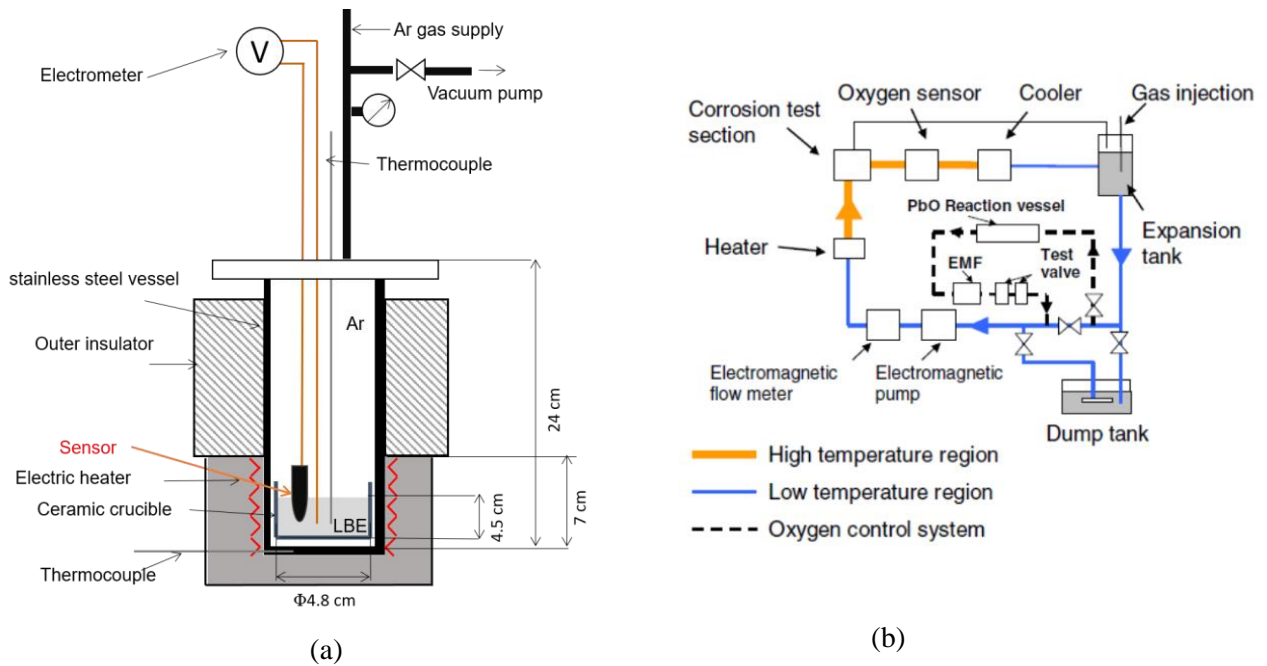 Ar gas supply
V
Electrometer
Vacuum pump
Thermocouple
stainless steel vessel
Ar
Outer insulator
24 cm
Sensor
Electric heater
Ceramic crucible
LBE
4.5 cm
7 cm
Thermocouple
Φ4.8 cm
(a)
Oxygen sensor
Cooler
Gas injection
Corrosion test
section
PbO Reaction vessel
Expansion
tank
Heater
EMF
Test
valve
Electromagnetic
flow meter
Electromagnetic
pump
Dump tank
High temperature region
Low temperature region
Oxygen control system
(b)